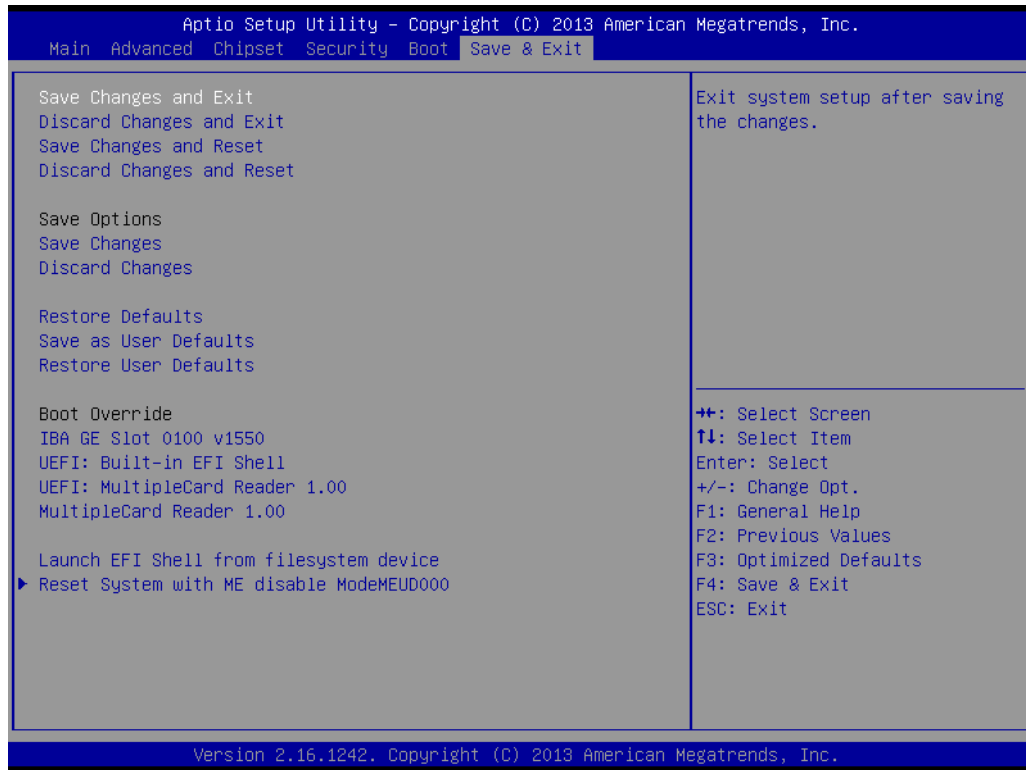 Aptio Setup Utility – Copyright (C) 2013 American Megatrends, Inc.
Main Advanced Chipset Security Boot Save & Exit
Save Changes and Exit
Discard Changes and Exit
Save Changes and Reset
Discard Changes and Reset
Save Options
Save Changes
Discard Changes
Restore Defaults
Save as User Defaults
Restore User Defaults
Boot Override
IBA GE Slot 0100 v1550
UEFI: Built-in EFI Shell
UEFI: MultipleCard Reader 1.00
MultipleCard Reader 1.00
Launch EFI Shell from filesystem device
▶ Reset System with ME disable ModeMEUD000
Exit system setup after saving
the changes.
→←: Select Screen
↑↓: Select Item
Enter: Select
+/-: Change Opt.
F1: General Help
F2: Previous Values
F3: Optimized Defaults
F4: Save & Exit
ESC: Exit
Version 2.16.1242. Copyright (C) 2013 American Megatrends, Inc.